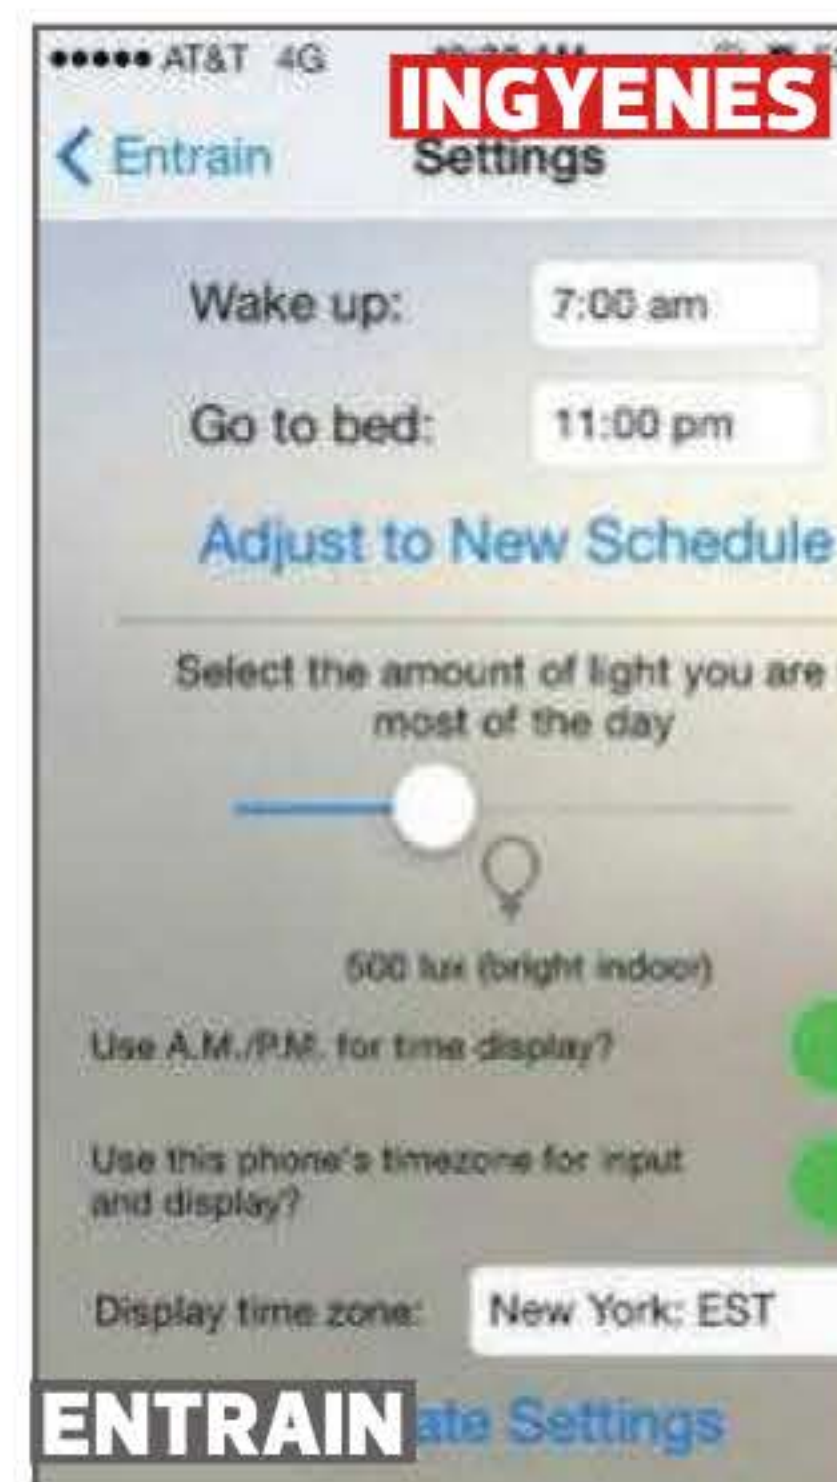 AT&T 4G
INGYENES
Entrain
Settings
Wake up: 7:00 am
Go to bed: 11:00 pm
Adjust to New Schedule
Select the amount of light you are
most of the day
500 lux (bright indoor)
Use A.M./P.M. for time display?
Use this phone's timezone for input
and display?
Display time zone: New York: EST
ENTRAIN
ate Settings